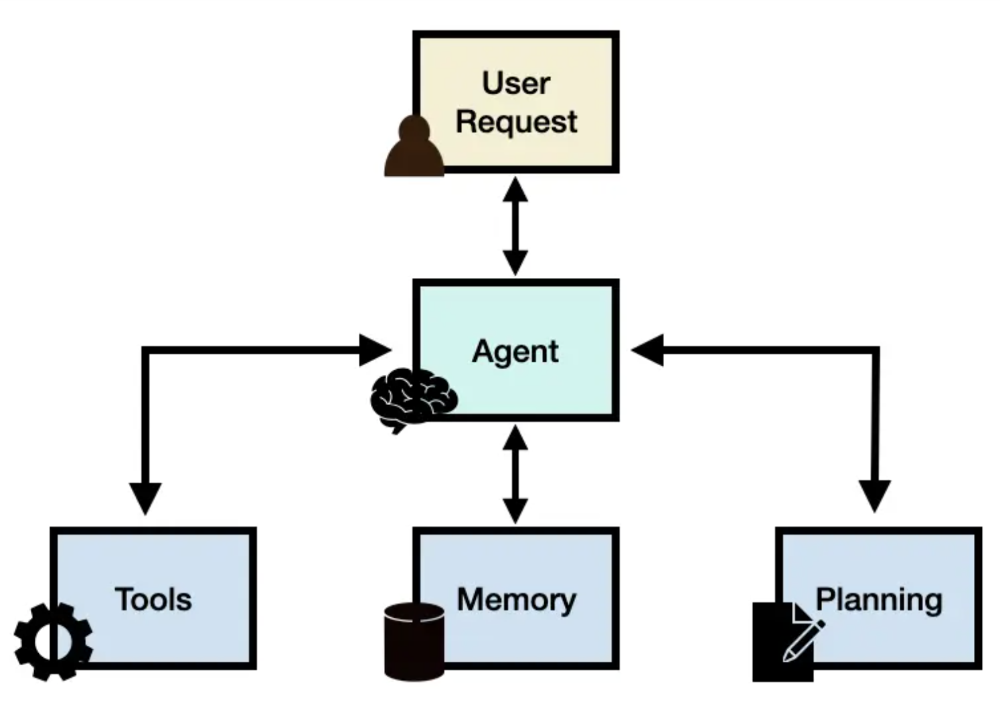 User
Request
Agent
Tools
Memory
Planning